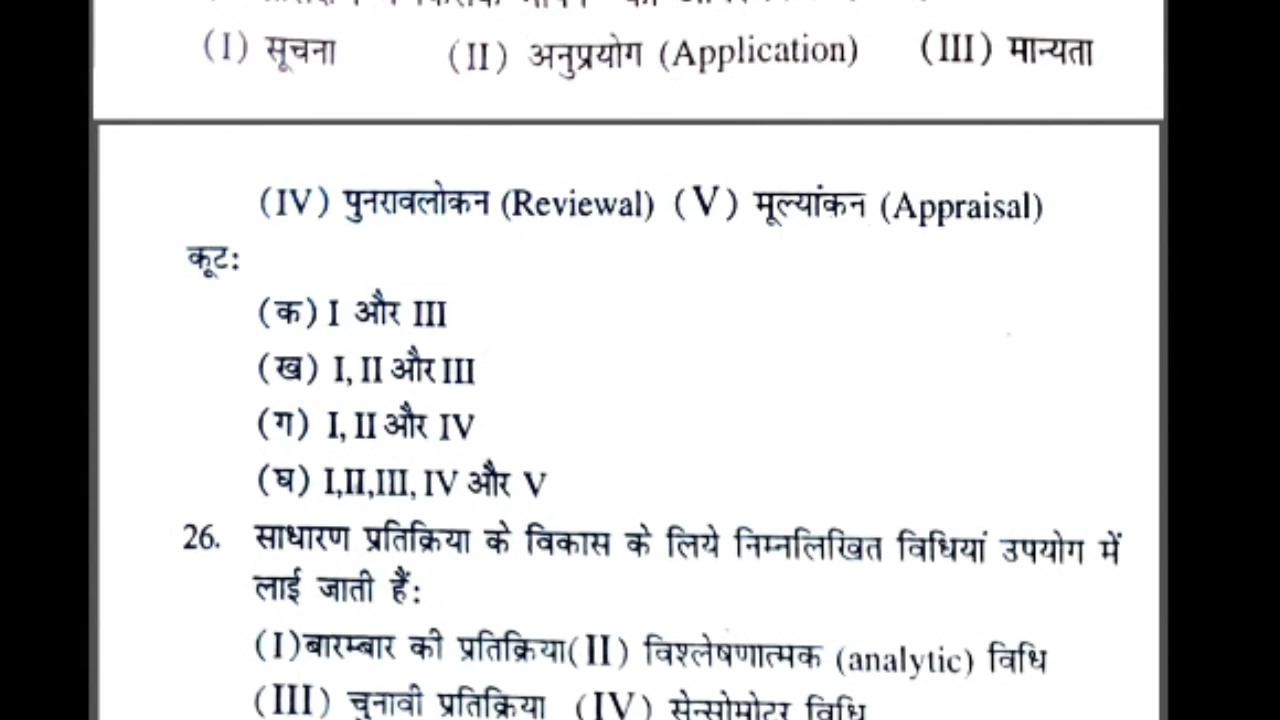 (I) सूचना (II) अनुप्रयोग (Application) (III) मान्यता
(IV) पुनरावलोकन (Reviewal) (V) मूल्यांकन (Appraisal)
कूट:
(क) I और III
(ख) I, II और III
(ग) I, II और IV
(घ) I,II,III, IV और V
26. साधारण प्रतिक्रिया के विकास के लिये निम्नलिखित विधियां उपयोग में
लाई जाती हैं:
(I)बारम्बार की प्रतिक्रिया(II) विश्लेषणात्मक (analytic) विधि
(III) चुनावी प्रतिक्रिया (IV) सेन्सोमोटर विधि